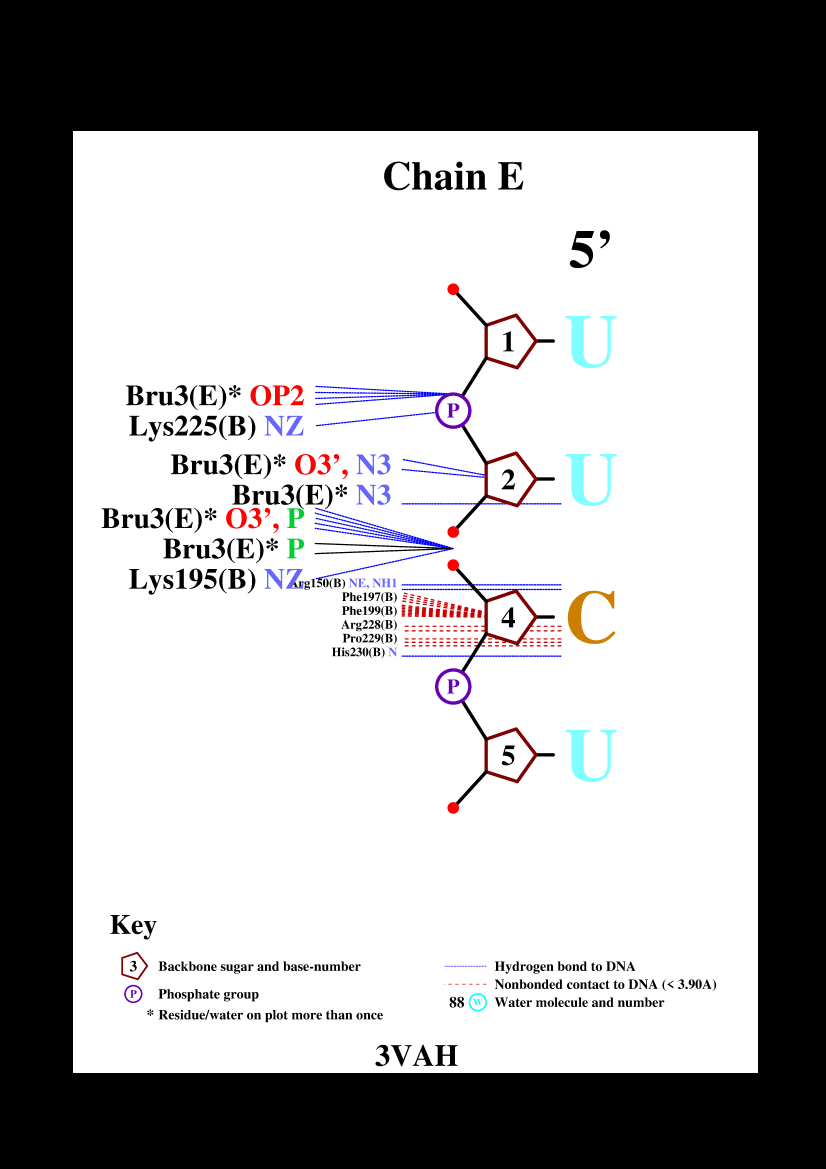 Chain E
5’
1 U
Bru3(E)* OP2
P
Lys225(B) NZ
Bru3(E)* O3’, N3
2 U
Bru3(E)* N3
Bru3(E)* O3’, P
Bru3(E)* P
Lys195(B) NZ
Arg150(B) NE, NH1
Phe197(B)
Phe199(B)
4 C
Arg228(B)
Pro229(B)
His230(B) N
P
5 U
Key
3 Backbone sugar and base-number
P Phosphate group
* Residue/water on plot more than once
Hydrogen bond to DNA
Nonbonded contact to DNA (< 3.90A)
88 W Water molecule and number
3VAH